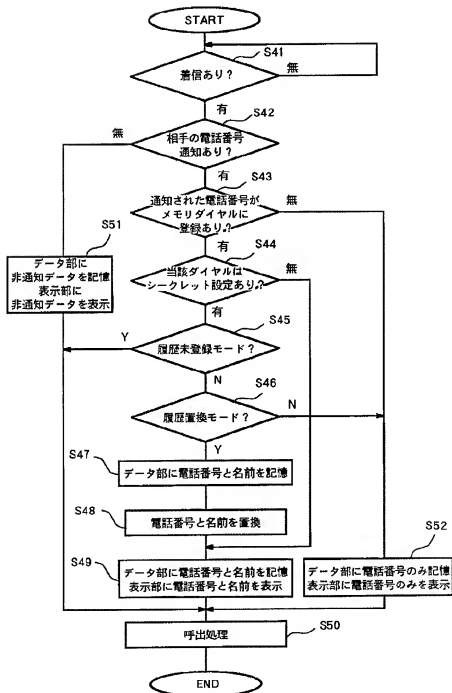 START
S41
着信あり?
無
有
S42
無
相手の電話番号
通知あり?
有
S43
通知された電話番号が
メモリダイヤルに
登録あり?
無
S51
有
S44
データ部に
非通知データを記憶
表示部に
非通知データを表示
当該ダイヤルは
シークレット設定あり?
無
有
S45
Y
履歴未登録モード?
N
S46
履歴置換モード?
N
Y
S47
データ部に電話番号と名前を記憶
S48
電話番号と名前を置換
S49
データ部に電話番号と名前を記憶
表示部に電話番号と名前を表示
S52
データ部に電話番号のみ記憶
表示部に電話番号のみを表示
呼出処理
S50
END